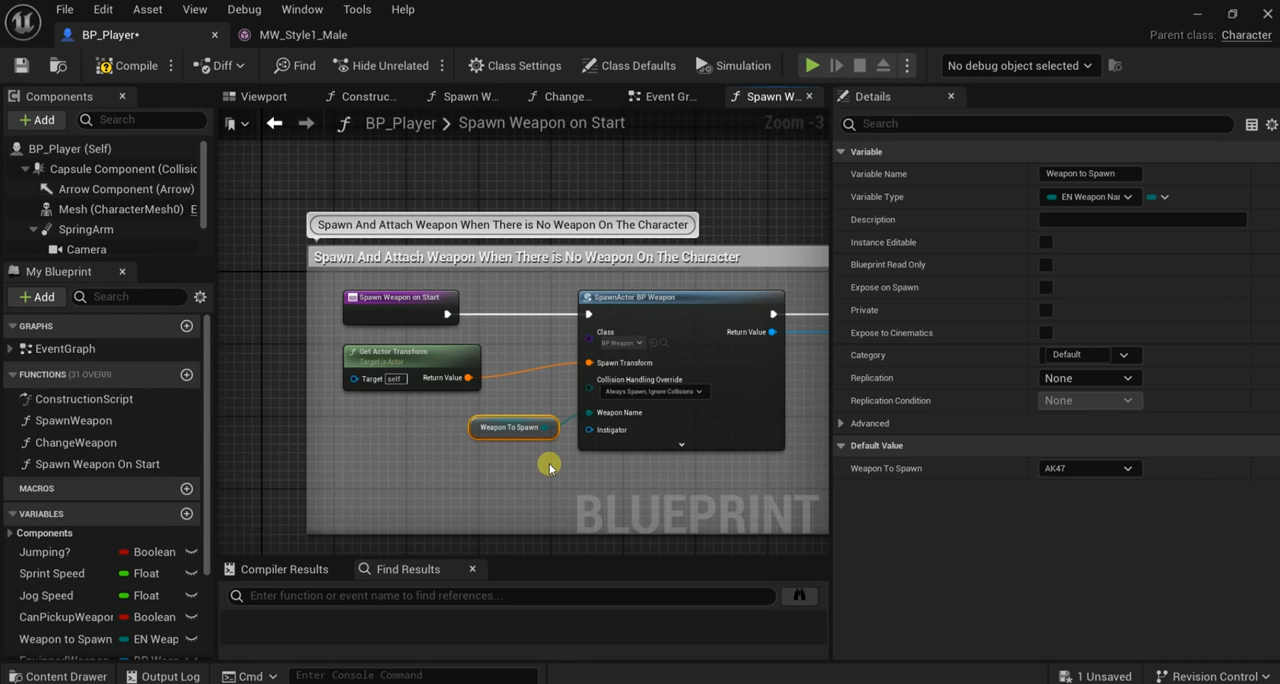 File Edit Asset View Debug Window Tools Help
BP_Player* MW_Style1_Male
Parent class: Character
Compile Diff Find Hide Unrelated Class Settings Class Defaults Simulation No debug object selected
Components
Add Search
BP_Player (Self)
Capsule Component (Collisic
Arrow Component (Arrow)
Mesh (CharacterMesh0) E
SpringArm
Camera
My Blueprint
Add Search
GRAPHS
EventGraph
FUNCTIONS (31 OVERRI
ConstructionScript
SpawnWeapon
ChangeWeapon
Spawn Weapon On Start
MACROS
VARIABLES
Components
Jumping? Boolean
Sprint Speed Float
Jog Speed Float
CanPickupWeapon Boolean
Weapon to Spawn EN Weap
Viewport Construc... Spawn W... Change... Event Gr... Spawn W...
BP_Player > Spawn Weapon on Start Zoom -3
Spawn And Attach Weapon When There is No Weapon On The Character
Spawn And Attach Weapon When There is No Weapon On The Character
Spawn Weapon on Start
SpawnActor BP Weapon
Class Return Value
BP Weapon
Get Actor Transform
Target is Actor
Target self Return Value
Spawn Transform
Collision Handling Override
Always Spawn, Ignore Collisions
Weapon To Spawn
Weapon Name
Instigator
BLUEPRINT
Compiler Results Find Results
Enter function or event name to find references...
Details
Search
Variable
Variable Name Weapon to Spawn
Variable Type EN Weapon Nar
Description
Instance Editable
Blueprint Read Only
Expose on Spawn
Private
Expose to Cinematics
Category Default
Replication None
Replication Condition None
Advanced
Default Value
Weapon To Spawn AK47
Content Drawer Output Log Cmd Enter Console Command 1 Unsaved Revision Control